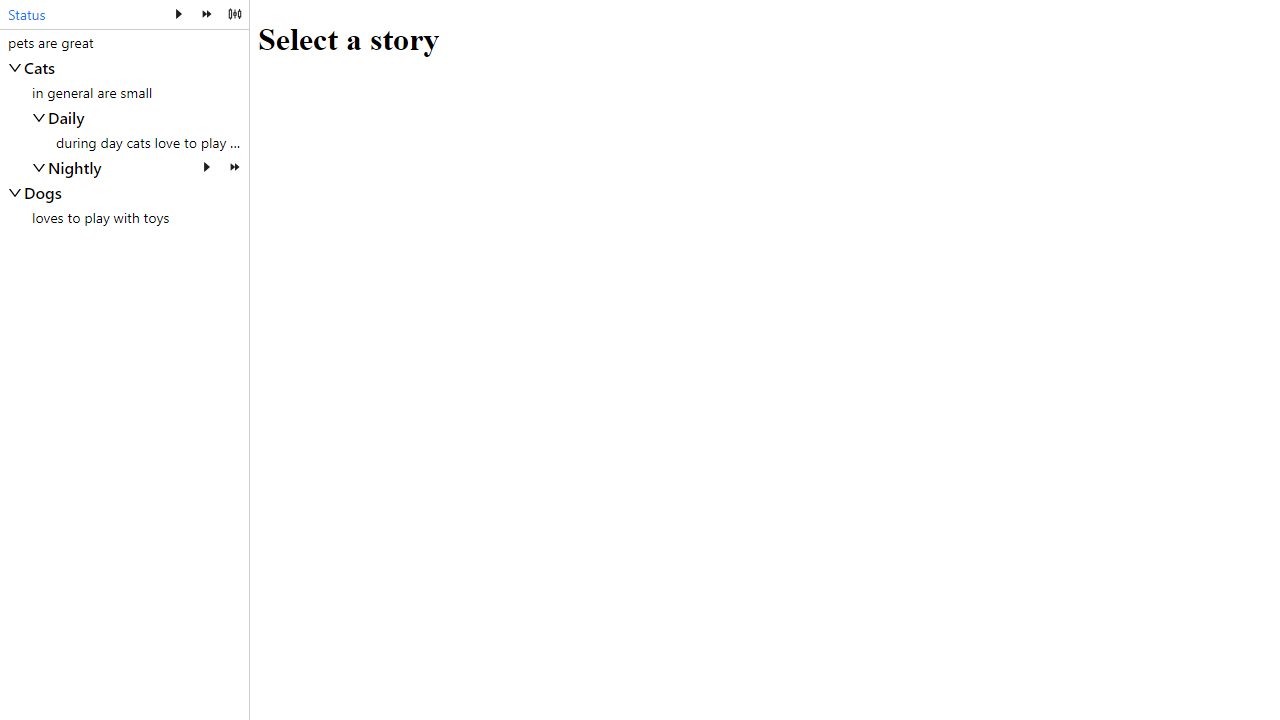 Status
pets are great
Cats
in general are small
Daily
during day cats love to play ...
Nightly
Dogs
loves to play with toys
Select a story